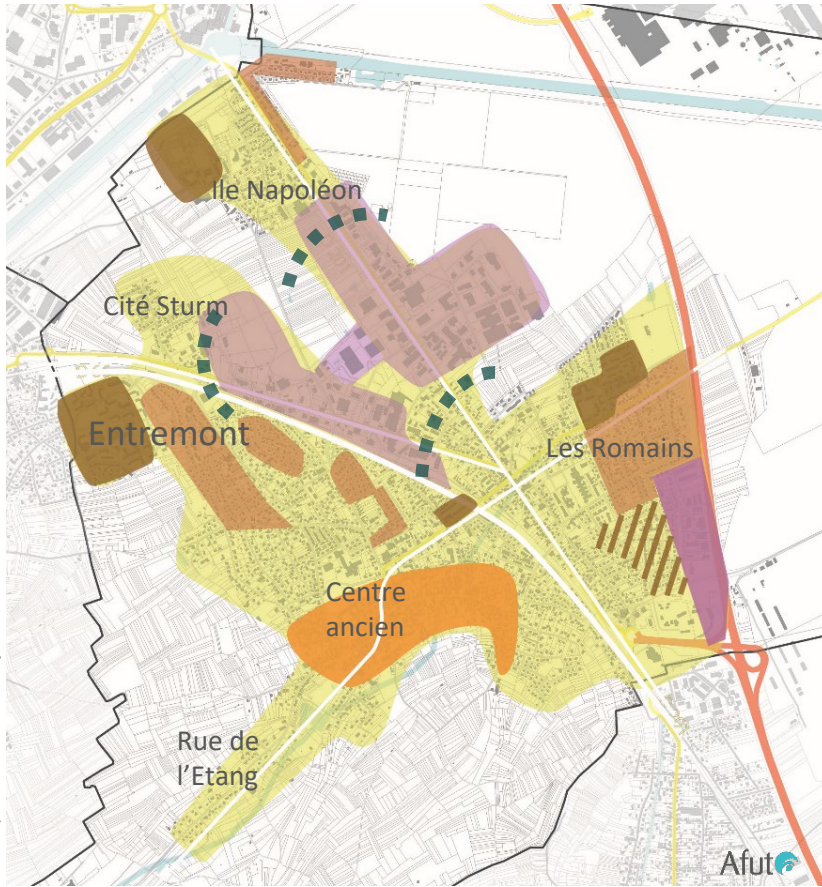 Ile Napoléon
Cité Sturm
Entremont
Les Romains
Centre
ancien
Rue de
l'Etang
Afut